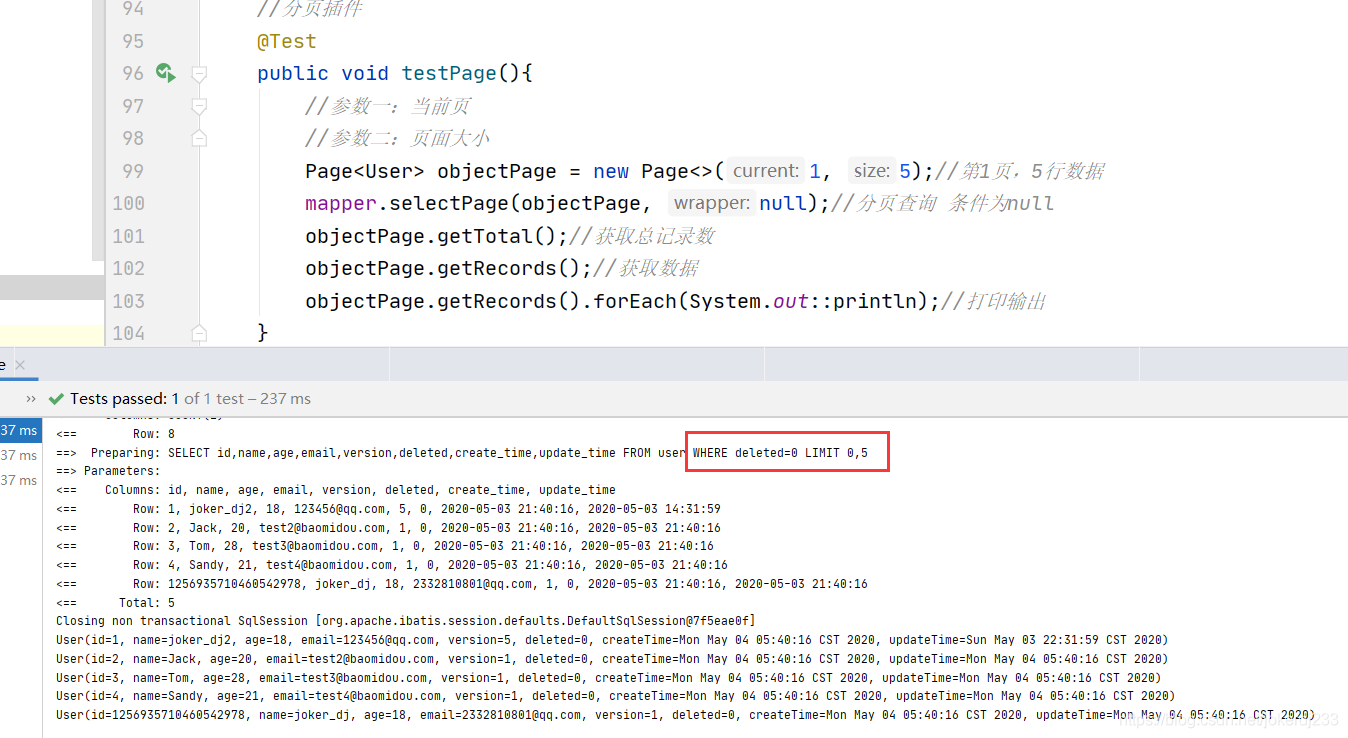 94 //分页插件
95 @Test
96 public void testPage(){
97 //参数一：当前页
98 //参数二：页面大小
99 Page<User> objectPage = new Page<>( current: 1, size: 5);//第1页，5行数据
100 mapper.selectPage(objectPage, wrapper: null);//分页查询 条件为null
101 objectPage.getTotal();//获取总记录数
102 objectPage.getRecords();//获取数据
103 objectPage.getRecords().forEach(System.out::println);//打印输出
104 }
e ×
›› Tests passed: 1 of 1 test – 237 ms
37 ms
37 ms
37 ms
<== Row: 8
==> Preparing: SELECT id,name,age,email,version,deleted,create_time,update_time FROM user WHERE deleted=0 LIMIT 0,5
==> Parameters:
<== Columns: id, name, age, email, version, deleted, create_time, update_time
<== Row: 1, joker_dj2, 18, 123456@qq.com, 5, 0, 2020-05-03 21:40:16, 2020-05-03 14:31:59
<== Row: 2, Jack, 20, test2@baomidou.com, 1, 0, 2020-05-03 21:40:16, 2020-05-03 21:40:16
<== Row: 3, Tom, 28, test3@baomidou.com, 1, 0, 2020-05-03 21:40:16, 2020-05-03 21:40:16
<== Row: 4, Sandy, 21, test4@baomidou.com, 1, 0, 2020-05-03 21:40:16, 2020-05-03 21:40:16
<== Row: 1256935710460542978, joker_dj, 18, 2332810801@qq.com, 1, 0, 2020-05-03 21:40:16, 2020-05-03 21:40:16
<== Total: 5
Closing non transactional SqlSession [org.apache.ibatis.session.defaults.DefaultSqlSession@7f5eae0f]
User(id=1, name=joker_dj2, age=18, email=123456@qq.com, version=5, deleted=0, createTime=Mon May 04 05:40:16 CST 2020, updateTime=Sun May 03 22:31:59 CST 2020)
User(id=2, name=Jack, age=20, email=test2@baomidou.com, version=1, deleted=0, createTime=Mon May 04 05:40:16 CST 2020, updateTime=Mon May 04 05:40:16 CST 2020)
User(id=3, name=Tom, age=28, email=test3@baomidou.com, version=1, deleted=0, createTime=Mon May 04 05:40:16 CST 2020, updateTime=Mon May 04 05:40:16 CST 2020)
User(id=4, name=Sandy, age=21, email=test4@baomidou.com, version=1, deleted=0, createTime=Mon May 04 05:40:16 CST 2020, updateTime=Mon May 04 05:40:16 CST 2020)
User(id=1256935710460542978, name=joker_dj, age=18, email=2332810801@qq.com, version=1, deleted=0, createTime=Mon May 04 05:40:16 CST 2020, updateTime=Mon May 04 05:40:16 CST 2020)